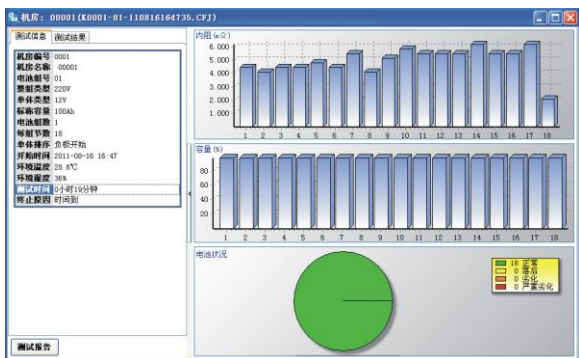 机房: 00001(K0001-01-110816164735.CFJ)
测试信息 测试结果
机房编号 0001
机房名称 00001
电池组号 01
整组类型 220V
单体类型 12V
标称容量 100Ah
电池组数 1
每组节数 18
单体排序 负极开始
开始时间 2011-08-16 16:47
环境温度 28.6℃
环境湿度 36%
测试时间 0小时19分钟
终止原因 时间到
测试报告
内阻(mΩ)
6.000
5.000
4.000
3.000
2.000
1.000
1 2 3 4 5 6 7 8 9 10 11 12 13 14 15 16 17 18
容量(%)
80
60
40
20
1 2 3 4 5 6 7 8 9 10 11 12 13 14 15 16 17 18
电池状况
18 正常
0 落后
0 劣化
0 严重劣化